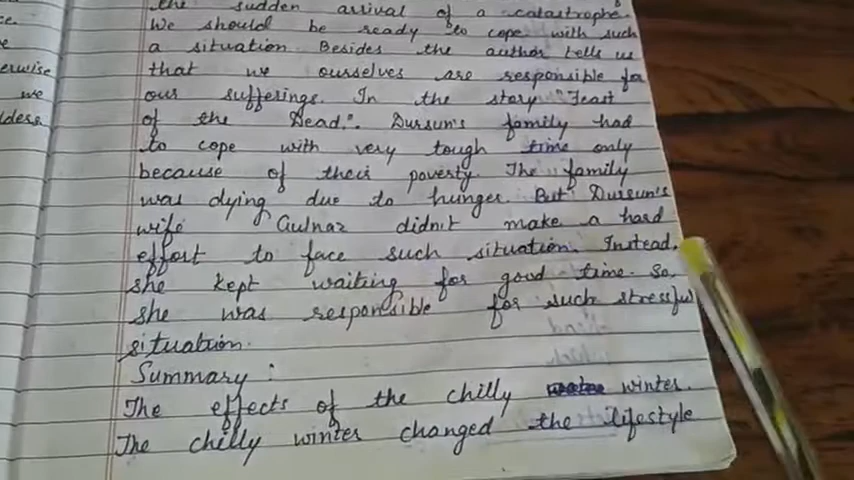 the sudden arrival of a catastrophe.
We should be ready to cope with such
a situation Besides the author tells us
that we ourselves are responsible for
our sufferings. In the story "Feast
of the Dead". Dursun's family had
to cope with very tough time only
because of their poverty. The family
was dying due to hunger. But Dursun's
wife Gulnaz didn't make a hard
effort to face such situation. Instead,
she kept waiting for good time. So,
she was responsible for such stressful
situation.
Summary :
The effects of the chilly winter.
The chilly winter changed the lifestyle
erwise
we